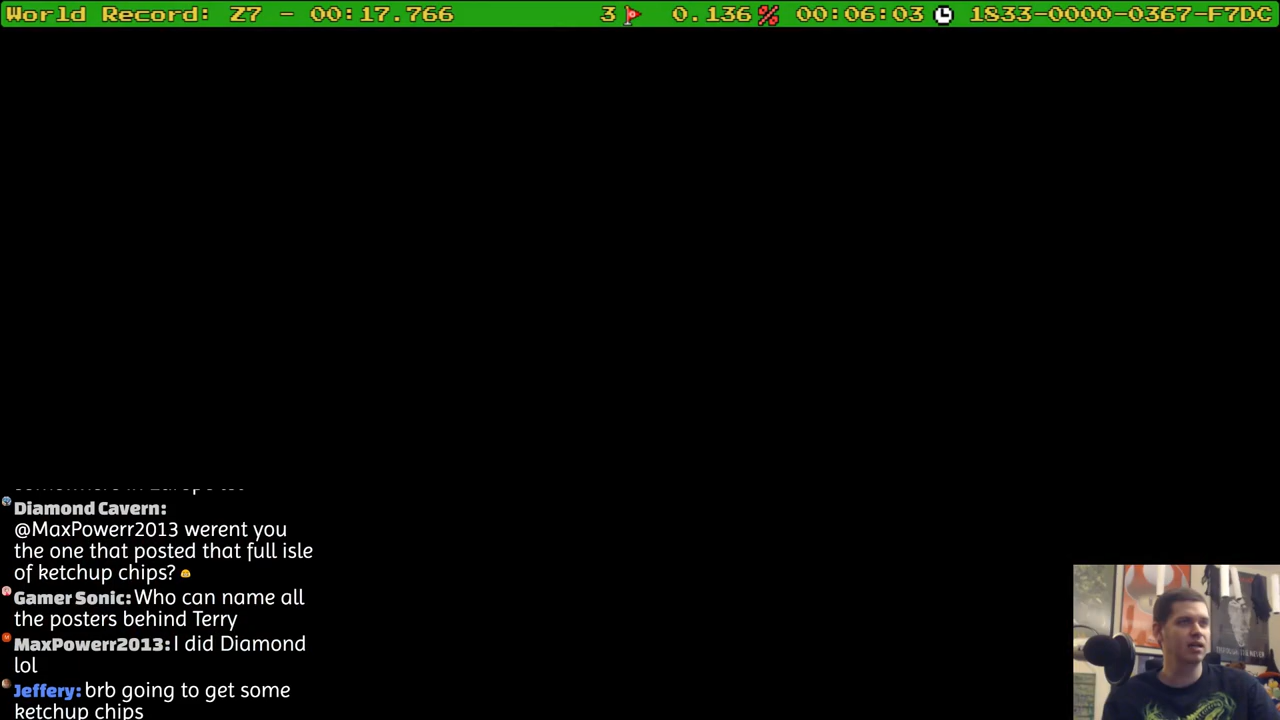 World Record: Z7 - 00:17.766 3 0.136% 00:06:03 1833-0000-0367-F7DC
Diamond Cavern:
@MaxPowerr2013 werent you
the one that posted that full isle
of ketchup chips?
Gamer Sonic: Who can name all
the posters behind Terry
MaxPowerr2013: I did Diamond
lol
Jeffery: brb going to get some
ketchup chips